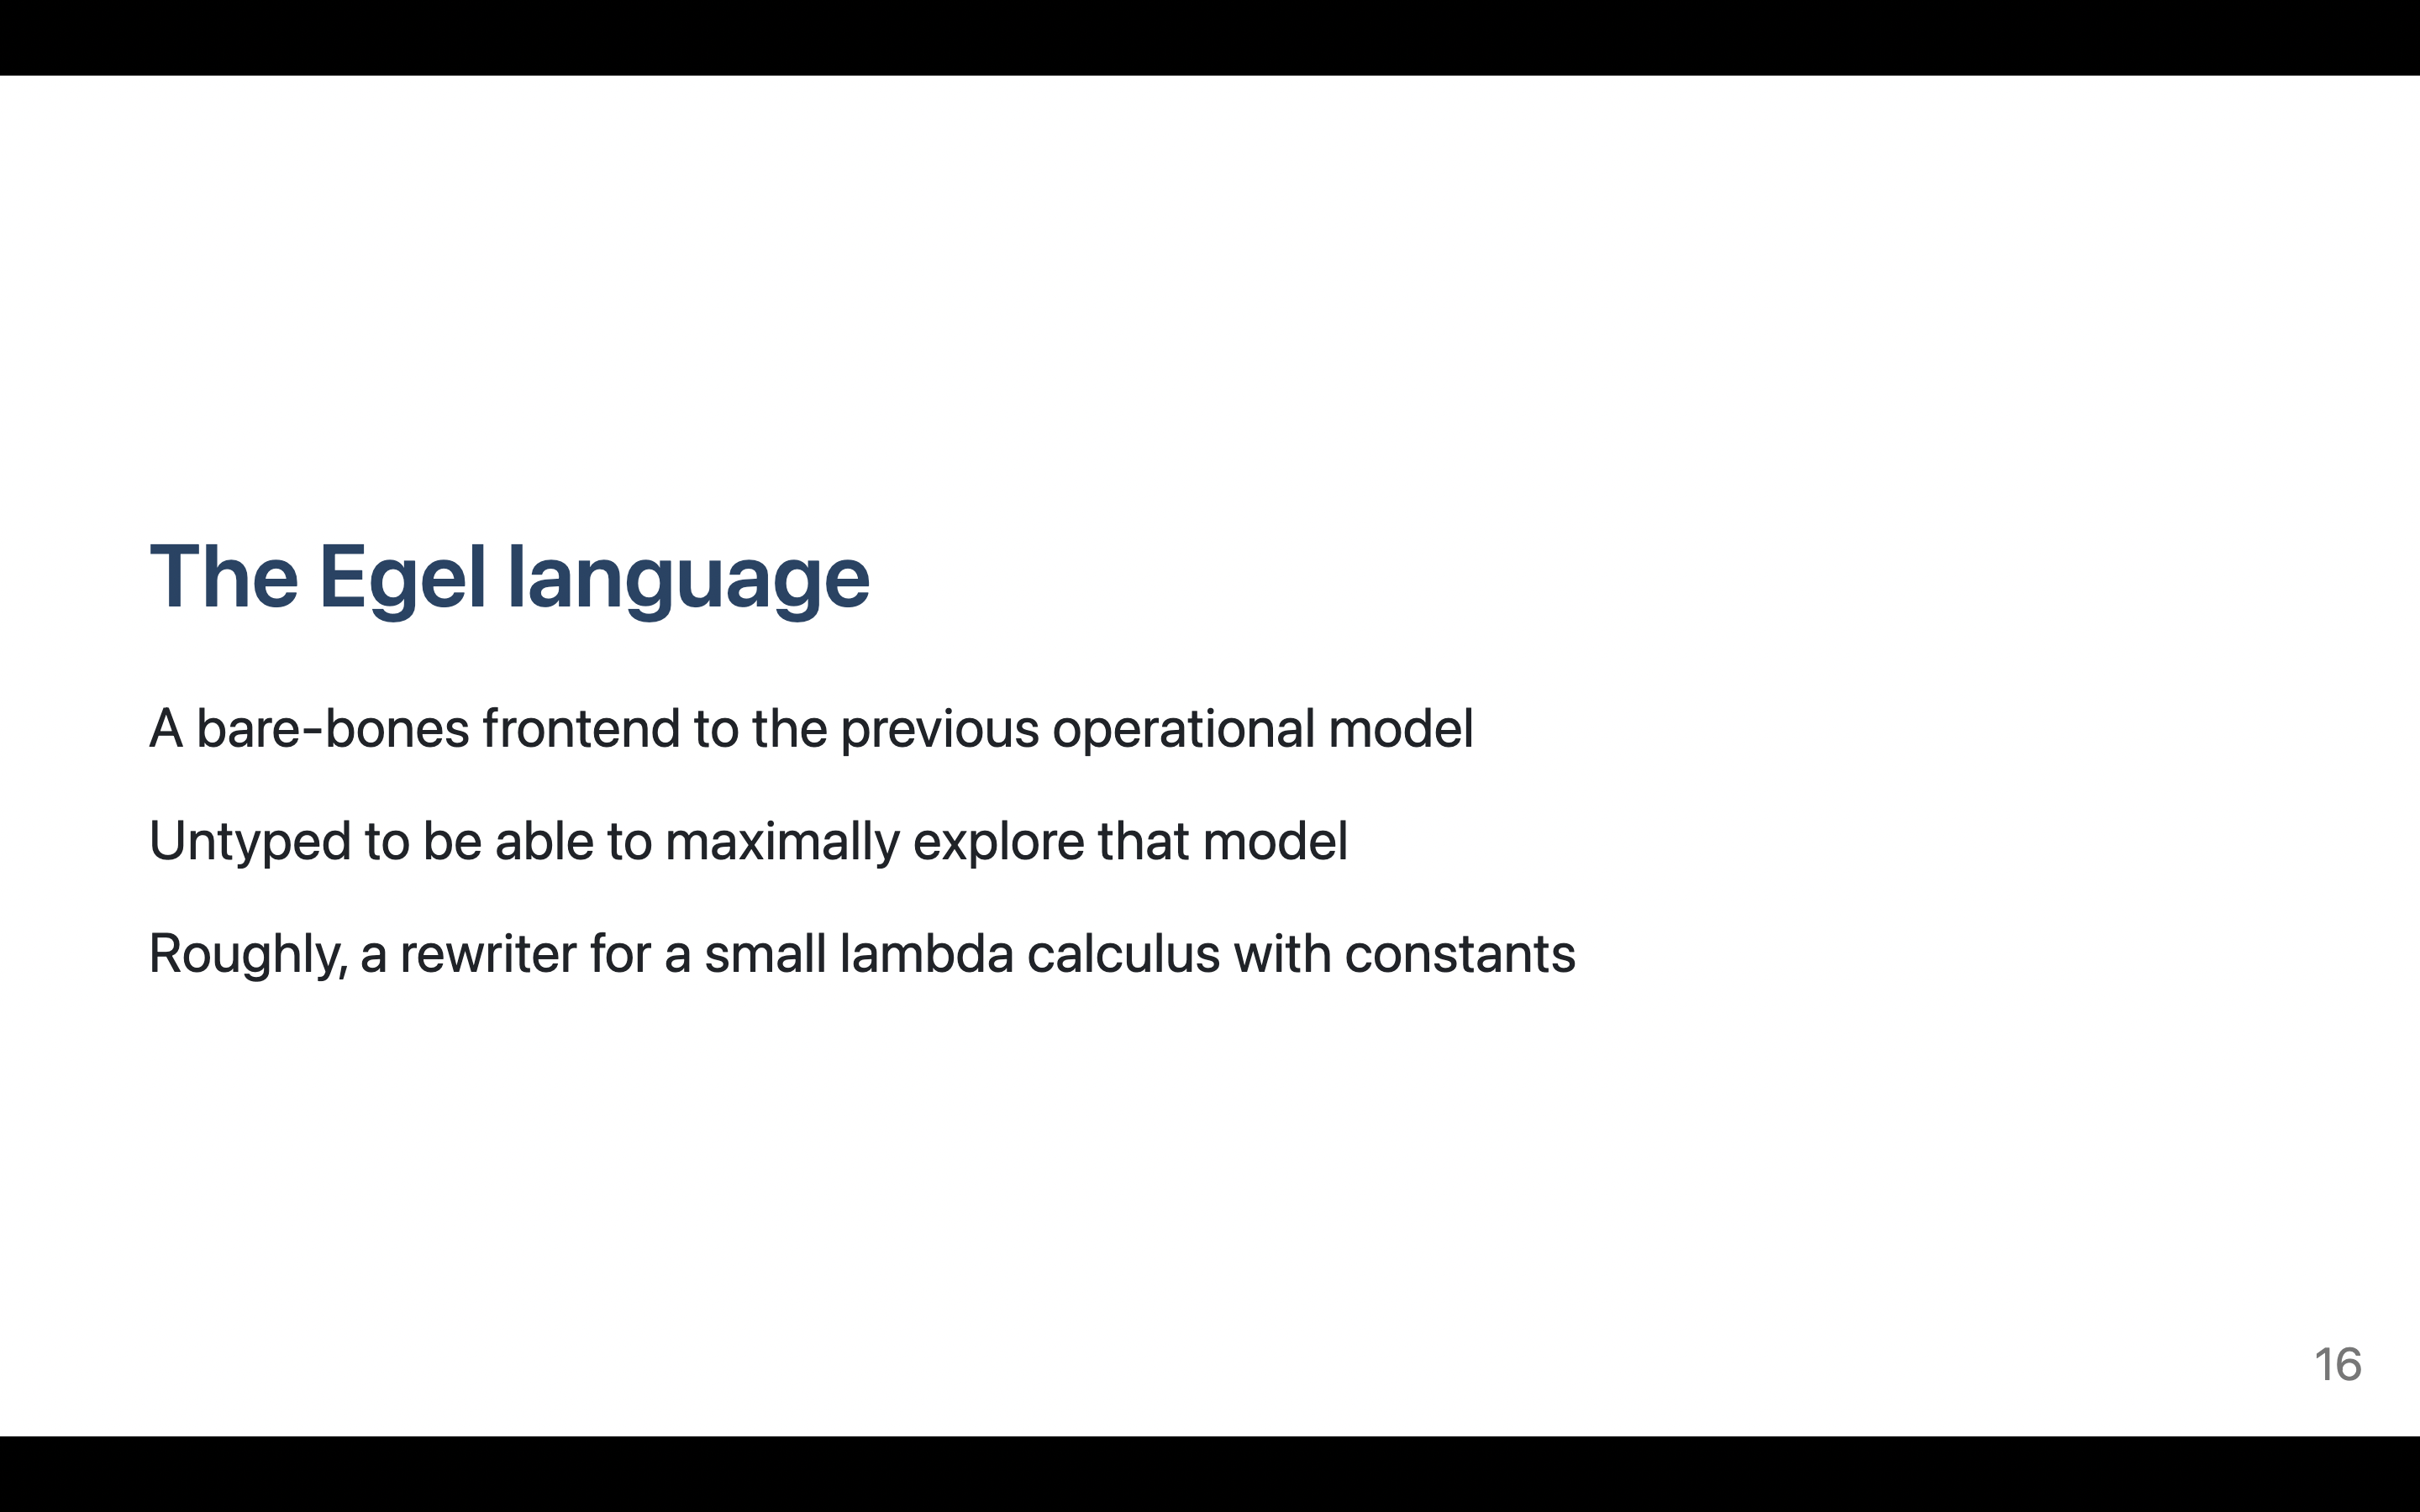 The Egel language
A bare-bones frontend to the previous operational model
Untyped to be able to maximally explore that model
Roughly, a rewriter for a small lambda calculus with constants
16